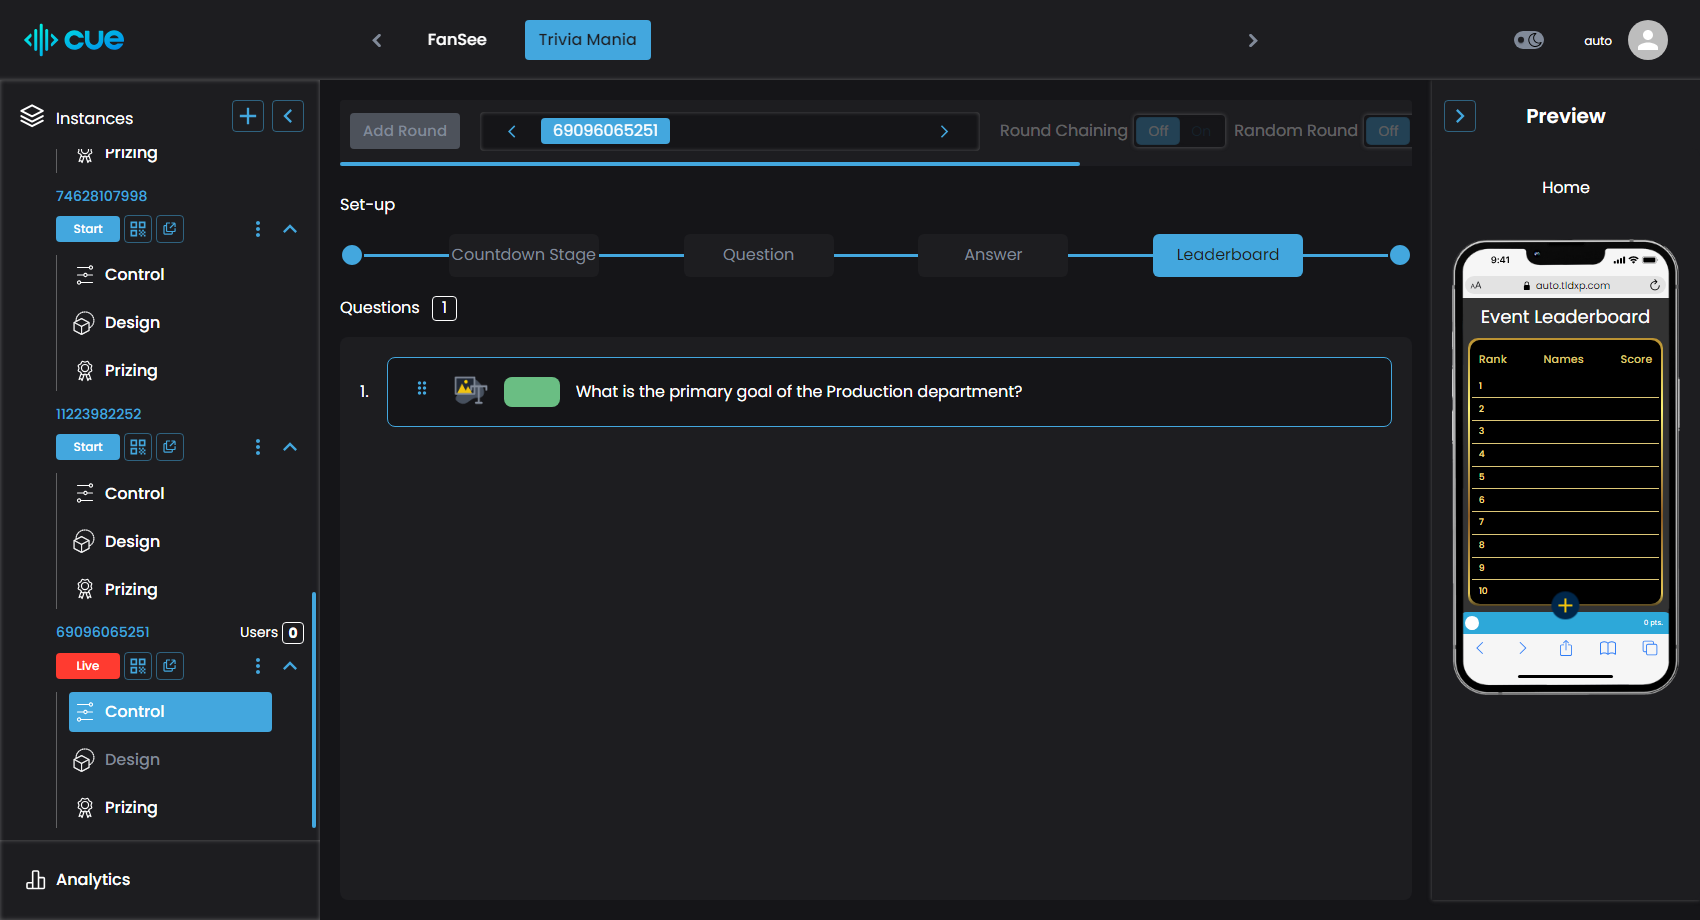 cue
FanSee
Trivia Mania
auto
Instances
Prizing
74628107998
Start
Control
Design
Prizing
11223982252
Start
Control
Design
Prizing
69096065251
Users 0
Live
Control
Design
Prizing
Analytics
Add Round
69096065251
Round Chaining
Off
On
Random Round
Off
Set-up
Countdown Stage
Question
Answer
Leaderboard
Questions 1
1.
What is the primary goal of the Production department?
Preview
Home
9:41
AA
auto.tldxp.com
Event Leaderboard
Rank Names Score
1
2
3
4
5
6
7
8
9
10
0 pts.